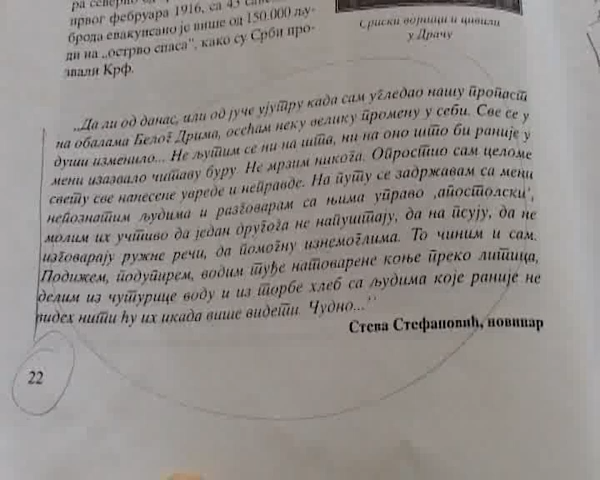 првог фебруара 1916, са 43
брода евакуисано је више од 150.000 љу-
ди на „острво спаса", како су Срби про-
звали Крф.
Српски војници и цивили
у Драчу
„Да ли од данас, или од јуче ујутру када сам угледао нашу пропаст
на обалама Белог Дрима, осећам неку велику промену у себи. Све се у
души изменило... Не љутим се ни на шта, ни на оно што би раније у
мени изазвало читаву буру. Не мрзим никога. Опростио сам целоме
свету све нанесене увреде и неправде. На путу се задржавам са мени
непознатим људима и разговарам са њима управо ‚апостолски',
молим их учтиво да један другога не напуштају, да на псују, да не
изговарају ружне речи, да помогну изнемоглима. То чиним и сам.
Подижем, подупирем, водим туђе натоварене коње преко литица,
делим из чутурице воду и из торбе хлеб са људима које раније не
видех нити ћу их икада више видети Чудно..."
Стева Стефановић, новинар
22